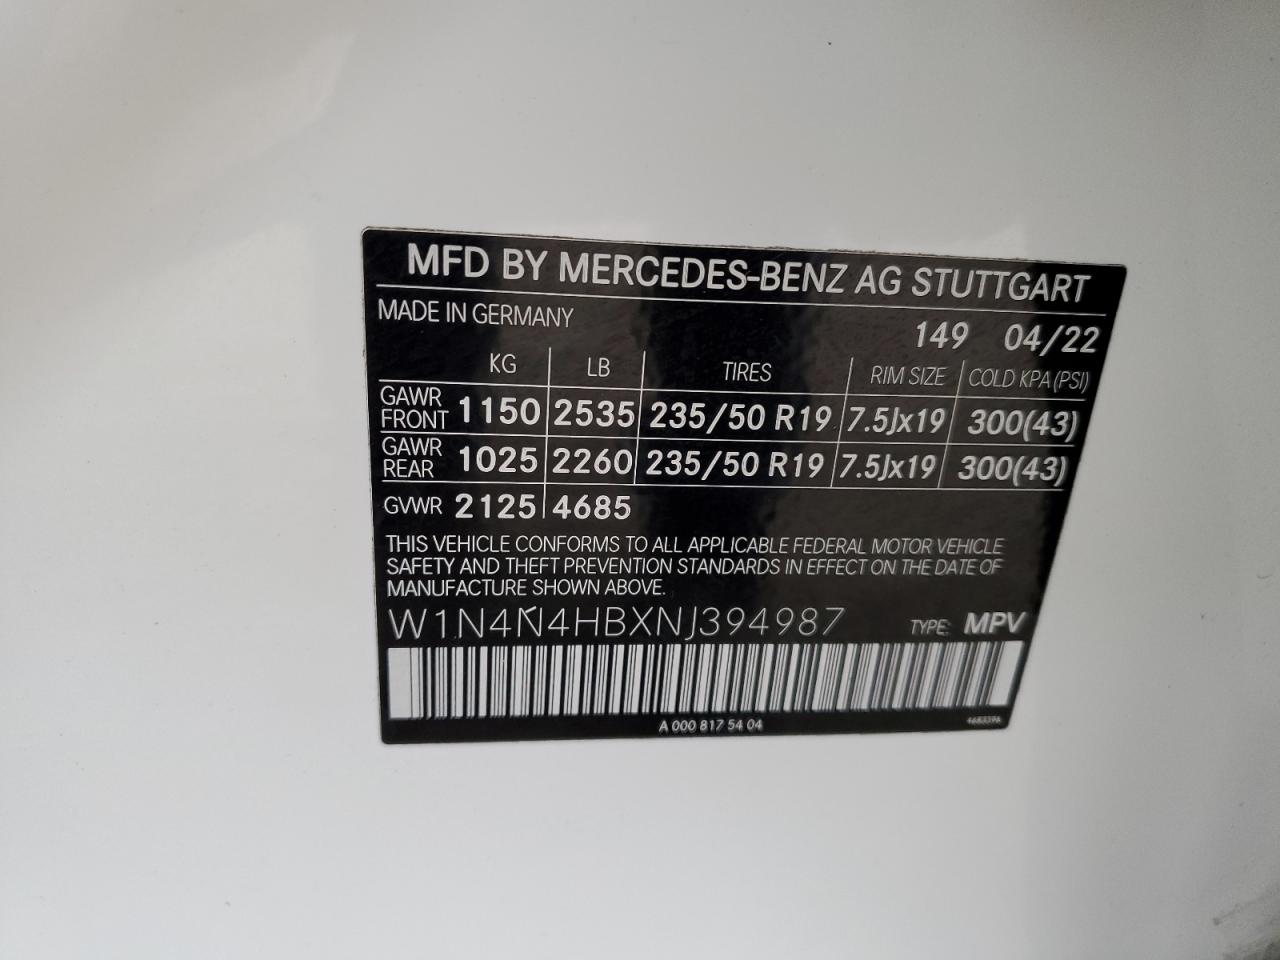 MFD BY MERCEDES-BENZ AG STUTTGART
MADE IN GERMANY
149 04/22
KG LB TIRES RIM SIZE COLD KPA (PSI)
GAWR FRONT 1150 2535 235/50 R19 7.5Jx19 300(43)
GAWR REAR 1025 2260 235/50 R19 7.5Jx19 300(43)
GVWR 2125 4685
THIS VEHICLE CONFORMS TO ALL APPLICABLE FEDERAL MOTOR VEHICLE
SAFETY AND THEFT PREVENTION STANDARDS IN EFFECT ON THE DATE OF
MANUFACTURE SHOWN ABOVE.
W1N4N4HBXNJ394987 TYPE: MPV
A 000 817 54 04